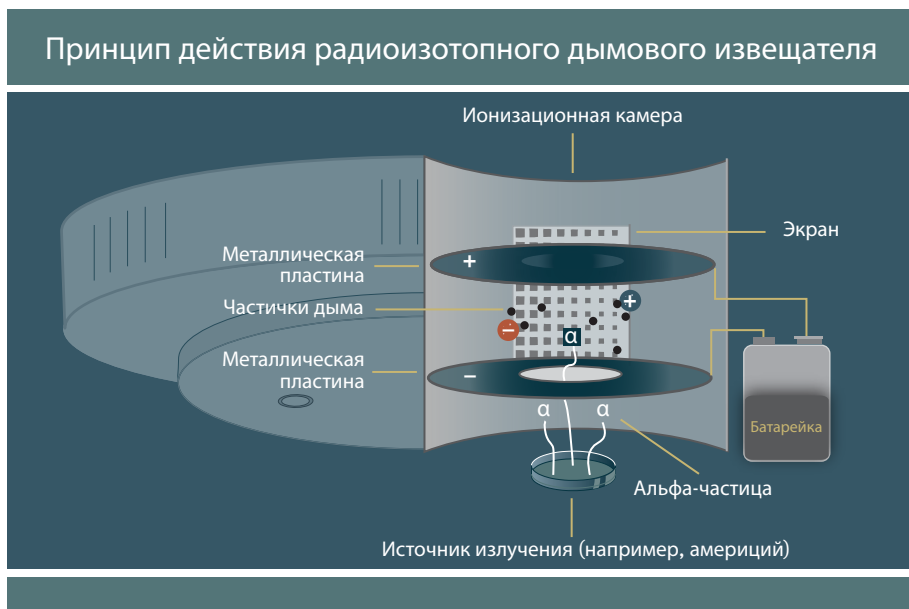 Принцип действия радиоизотопного дымового извещателя
Ионизационная камера
Экран
Металлическая
пластина
+
Частички дыма
+
−
α
Металлическая
пластина
−
α
α
Батарейка
Альфа-частица
Источник излучения (например, америций)